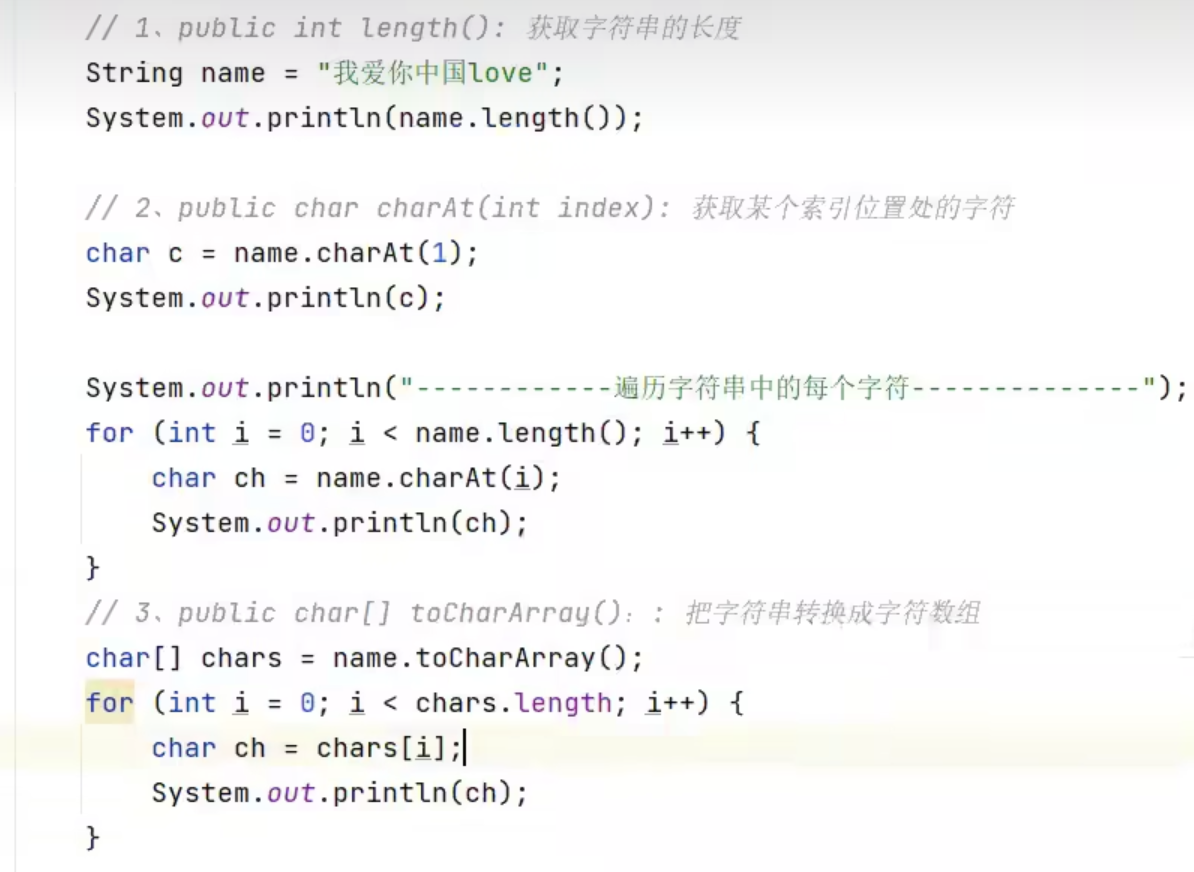 // 1、public int length(): 获取字符串的长度
String name = "我爱你中国love";
System.out.println(name.length());
// 2、public char charAt(int index): 获取某个索引位置处的字符
char c = name.charAt(1);
System.out.println(c);
System.out.println("------------遍历字符串中的每个字符--------------");
for (int i = 0; i < name.length(); i++) {
    char ch = name.charAt(i);
    System.out.println(ch);
}
// 3、public char[] toCharArray()：: 把字符串转换成字符数组
char[] chars = name.toCharArray();
for (int i = 0; i < chars.length; i++) {
    char ch = chars[i];
    System.out.println(ch);
}